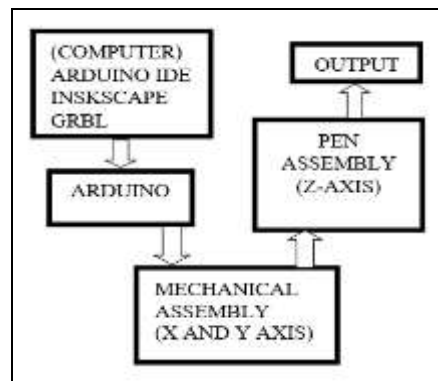 (COMPUTER)
ARDUINO IDE
INSKSCAPE
GRBL
ARDUINO
MECHANICAL
ASSEMBLY
(X AND Y AXIS)
PEN
ASSEMBLY
(Z-AXIS)
OUTPUT